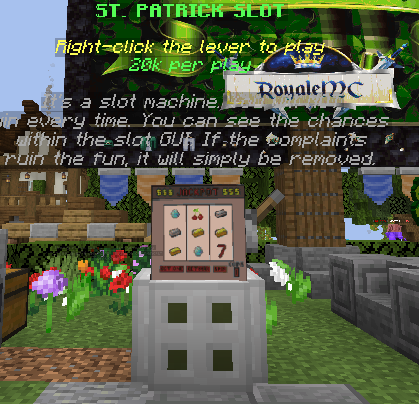 ST. PATRICK SLOT
Right-click the lever to play
20k per play
RoyaleMC
It's a slot machine,
in every time. You can see the chances
within the slot GUI. If the complaints
ruin the fun, it will simply be removed.
$$$ $$$
7